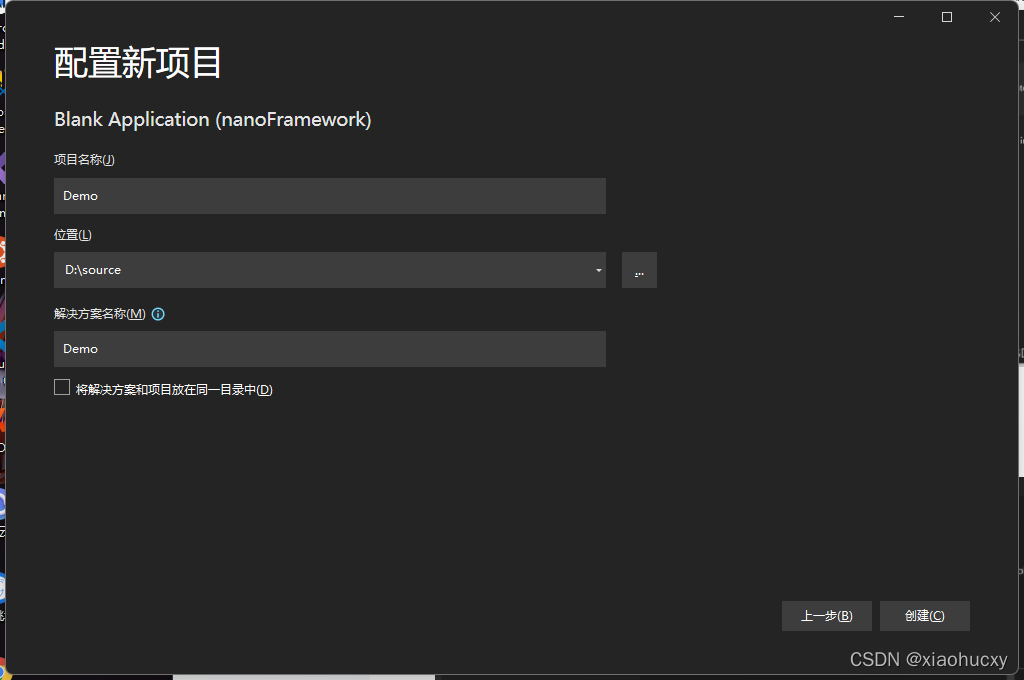 配置新项目
Blank Application (nanoFramework)
项目名称(J)
Demo
位置(L)
D:\source
...
解决方案名称(M)
Demo
将解决方案和项目放在同一目录中(D)
上一步(B)
创建(C)
CSDN @xiaohucxy